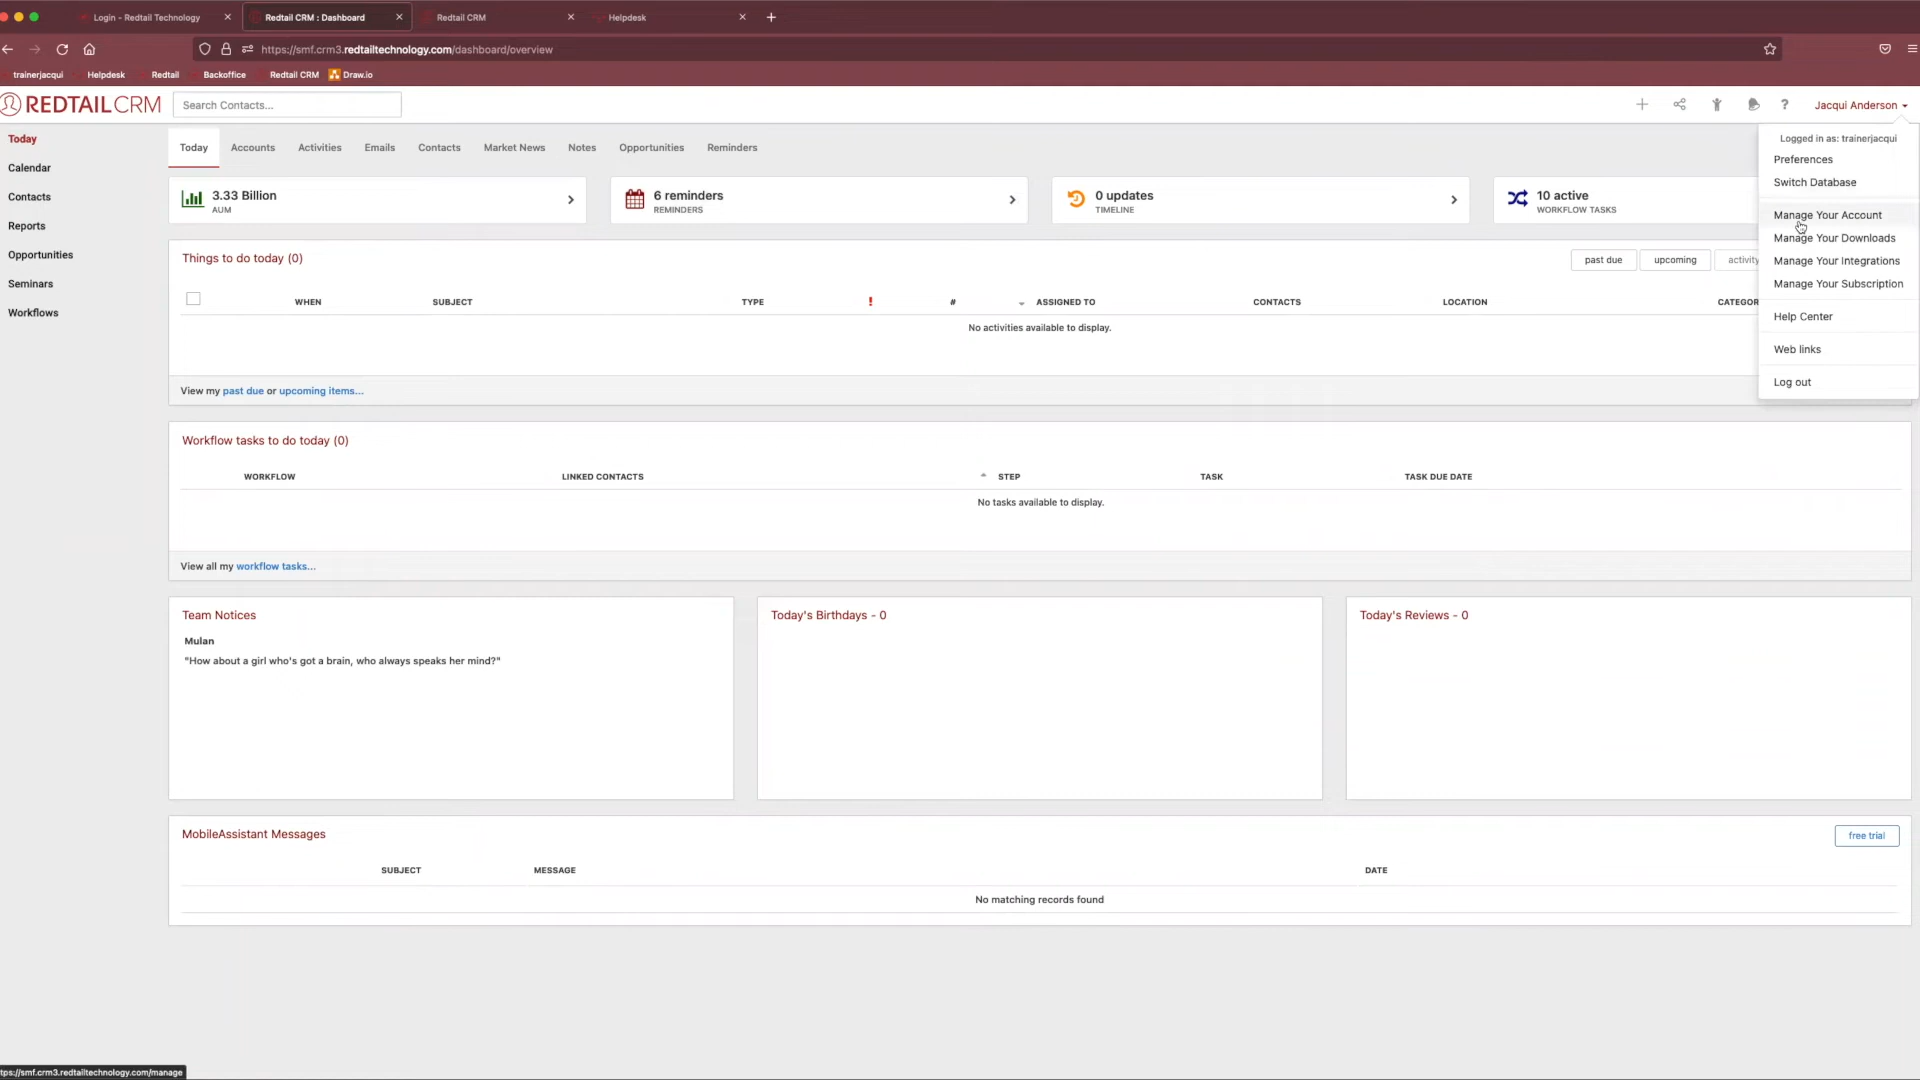 Login - Redtail Technology
Redtail CRM : Dashboard
Redtail CRM
Helpdesk
https://smf.crm3.redtailtechnology.com/dashboard/overview
trainerjacqui Helpdesk Redtail Backoffice Redtail CRM Draw.io
REDTAILCRM
Search Contacts...
Jacqui Anderson
Logged in as: trainerjacqui
Preferences
Switch Database
Manage Your Account
Manage Your Downloads
Manage Your Integrations
Manage Your Subscription
Help Center
Web links
Log out
Today
Calendar
Contacts
Reports
Opportunities
Seminars
Workflows
Today Accounts Activities Emails Contacts Market News Notes Opportunities Reminders
3.33 Billion
AUM
6 reminders
REMINDERS
0 updates
TIMELINE
10 active
WORKFLOW TASKS
Things to do today (0)
past due upcoming activity
WHEN SUBJECT TYPE ! # ASSIGNED TO CONTACTS LOCATION CATEGOR
No activities available to display.
View my past due or upcoming items...
Workflow tasks to do today (0)
WORKFLOW LINKED CONTACTS STEP TASK TASK DUE DATE
No tasks available to display.
View all my workflow tasks...
Team Notices
Mulan
"How about a girl who's got a brain, who always speaks her mind?"
Today's Birthdays - 0
Today's Reviews - 0
MobileAssistant Messages
free trial
SUBJECT MESSAGE DATE
No matching records found
tps://smf.crm3.redtailtechnology.com/manage